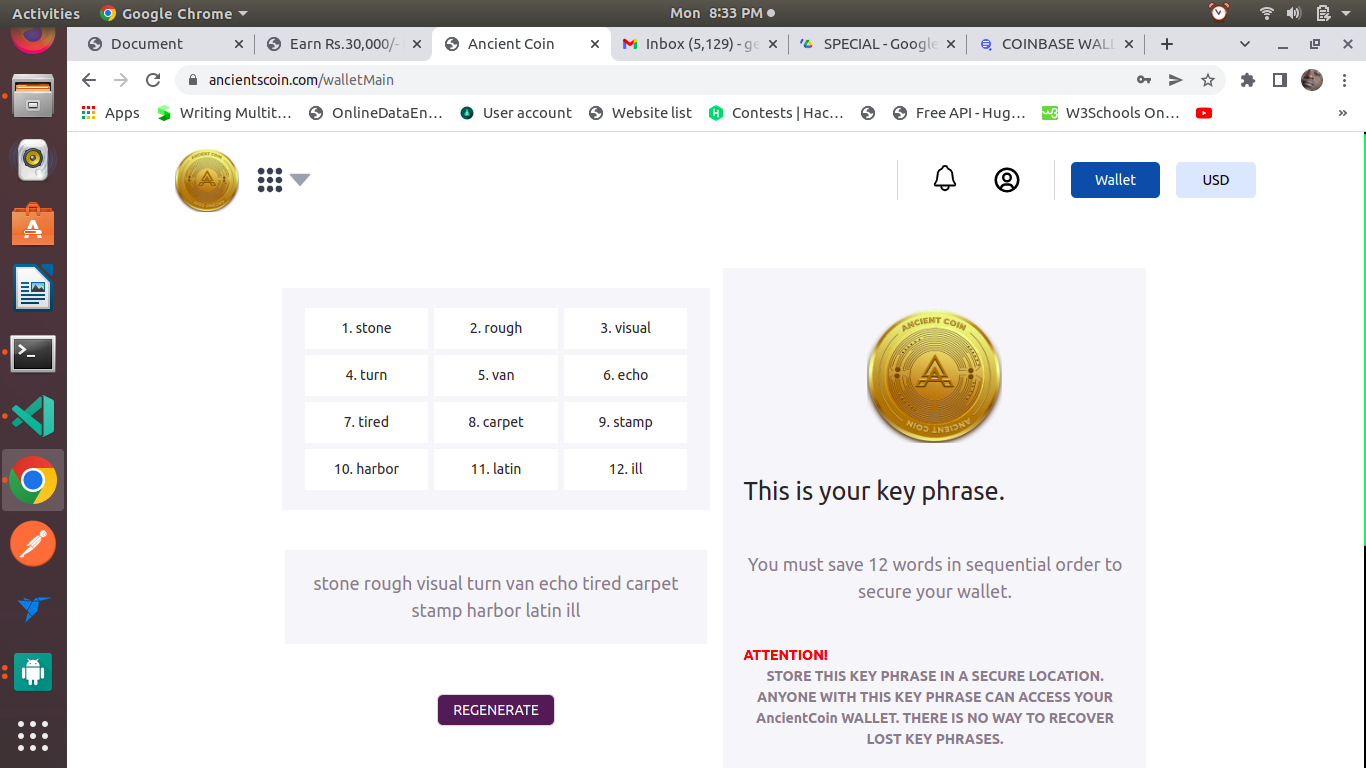 Activities
Google Chrome
Mon 8:33 PM
Document
Earn Rs.30,000/-
Ancient Coin
Inbox (5,129) - ge
SPECIAL - Google
COINBASE WAL
ancientscoin.com/walletMain
Apps
Writing Multit…
OnlineDataEn…
User account
Website list
Contests | Hac…
Free API - Hug…
W3Schools On…
Wallet
USD
1. stone
2. rough
3. visual
4. turn
5. van
6. echo
7. tired
8. carpet
9. stamp
10. harbor
11. latin
12. ill
stone rough visual turn van echo tired carpet
stamp harbor latin ill
REGENERATE
ANCIENT COIN
ANCIENT COIN
This is your key phrase.
You must save 12 words in sequential order to
secure your wallet.
ATTENTION!
STORE THIS KEY PHRASE IN A SECURE LOCATION.
ANYONE WITH THIS KEY PHRASE CAN ACCESS YOUR
AncientCoin WALLET. THERE IS NO WAY TO RECOVER
LOST KEY PHRASES.